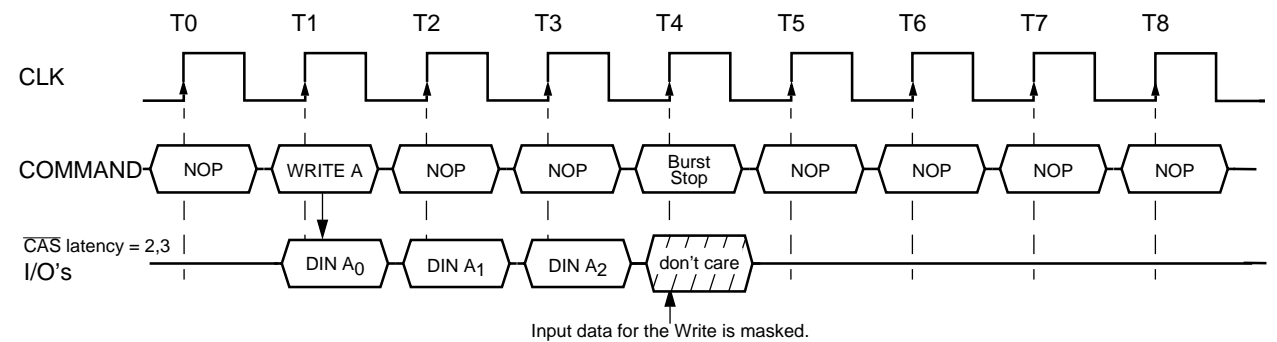 T0 T1 T2 T3 T4 T5 T6 T7 T8
CLK
COMMAND NOP WRITE A NOP NOP Burst Stop NOP NOP NOP NOP
CAS latency = 2,3
I/O's DIN A0 DIN A1 DIN A2 don't care
Input data for the Write is masked.